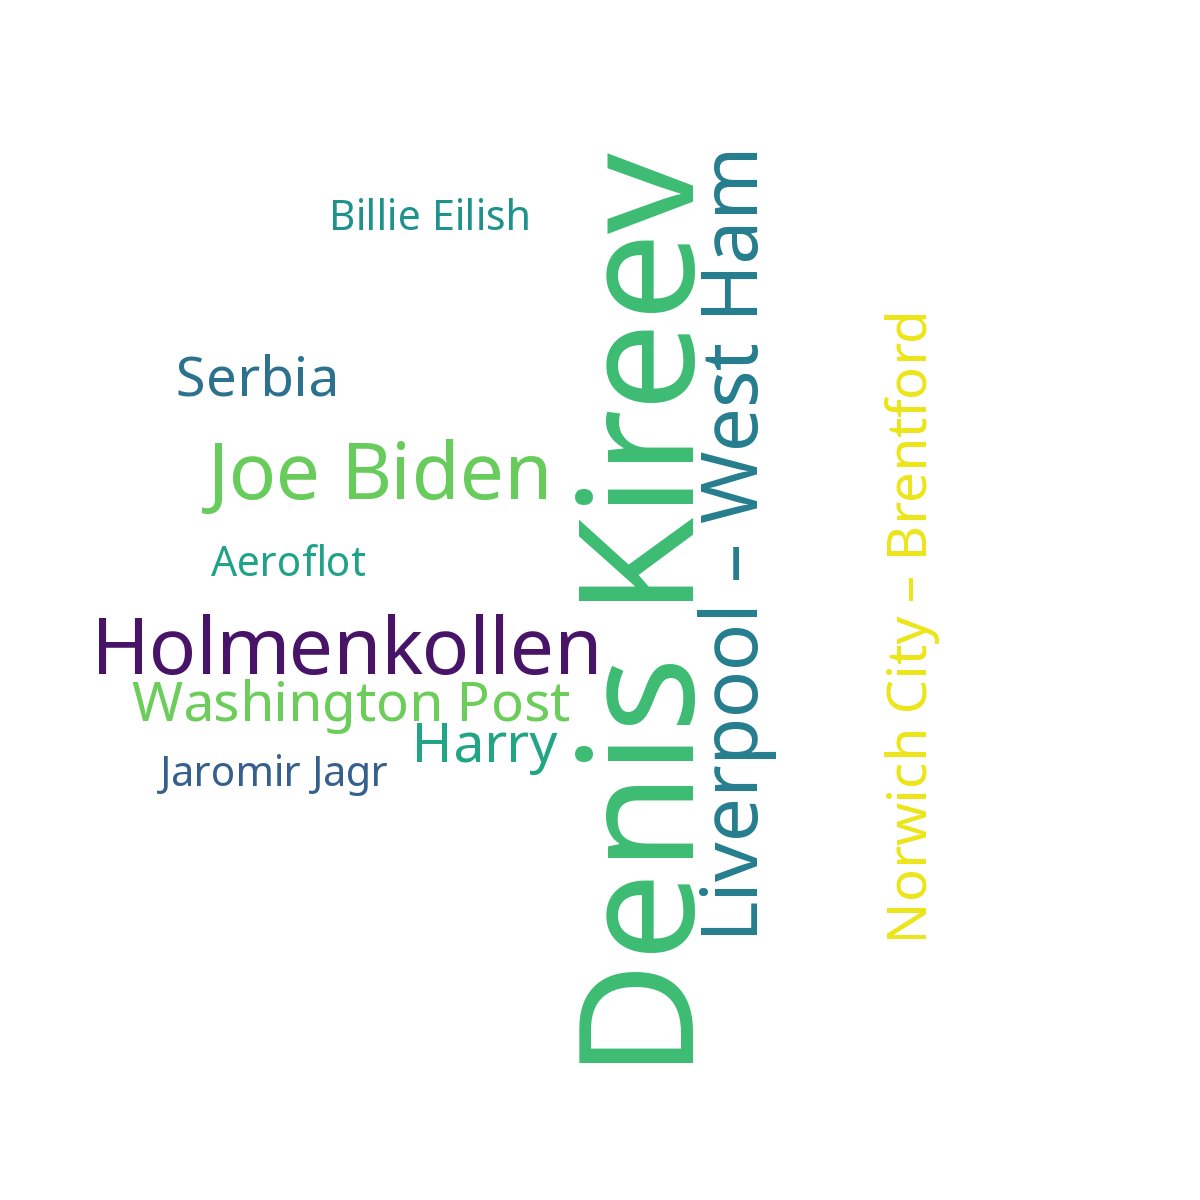 Billie Eilish
Serbia
Joe Biden
Aeroflot
Holmenkollen
Washington Post
Harry
Jaromir Jagr
Denis Kireev
Liverpool – West Ham
Norwich City – Brentford